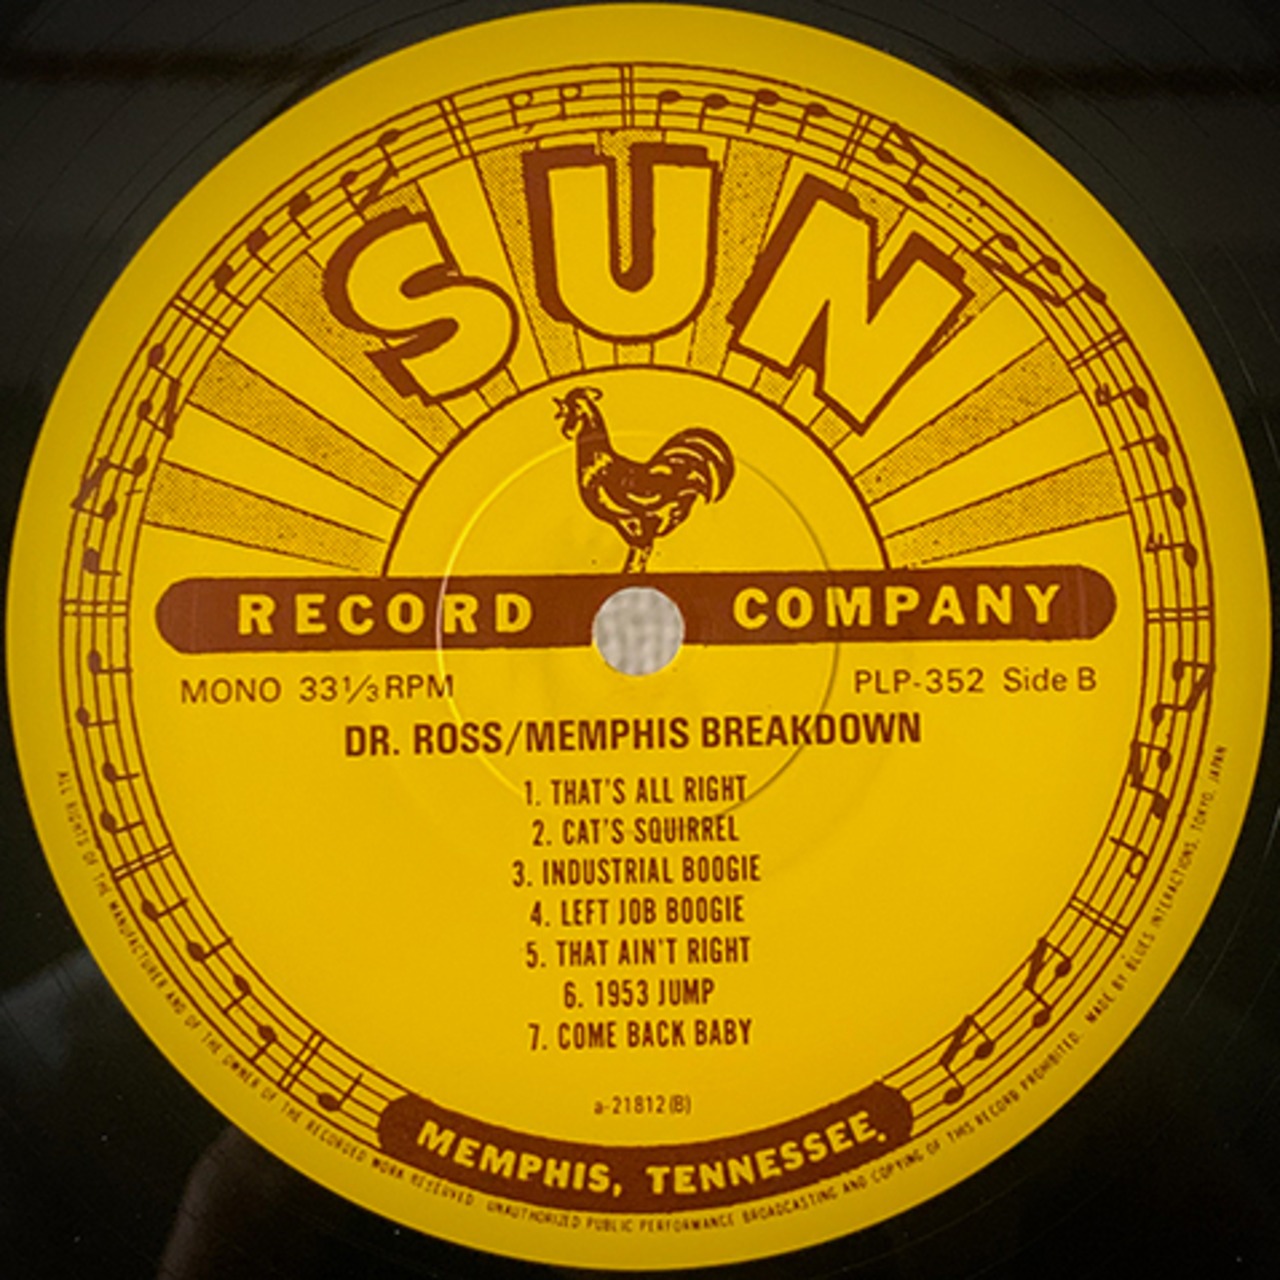 SUN
RECORD COMPANY
MONO 33⅓ RPM
PLP-352 Side B
DR. ROSS/MEMPHIS BREAKDOWN
1. THAT'S ALL RIGHT
2. CAT'S SQUIRREL
3. INDUSTRIAL BOOGIE
4. LEFT JOB BOOGIE
5. THAT AIN'T RIGHT
6. 1953 JUMP
7. COME BACK BABY
a-21812 (B)
MEMPHIS, TENNESSEE.
ALL RIGHTS OF THE MANUFACTURER AND OF THE OWNER OF THE RECORDED WORK RESERVED UNAUTHORIZED PUBLIC PERFORMANCE BROADCASTING AND COPYING OF THIS RECORD PROHIBITED. MADE BY BLUES INTERACTIONS, TOKYO, JAPAN